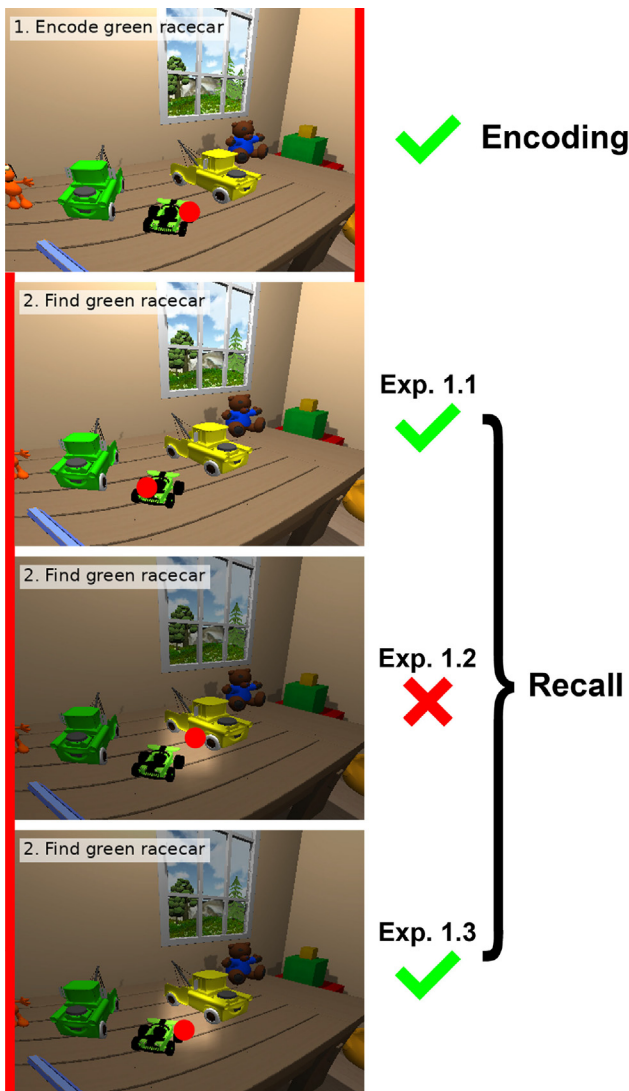 1. Encode green racecar
Encoding
2. Find green racecar
Exp. 1.1
2. Find green racecar
Exp. 1.2
Recall
2. Find green racecar
Exp. 1.3